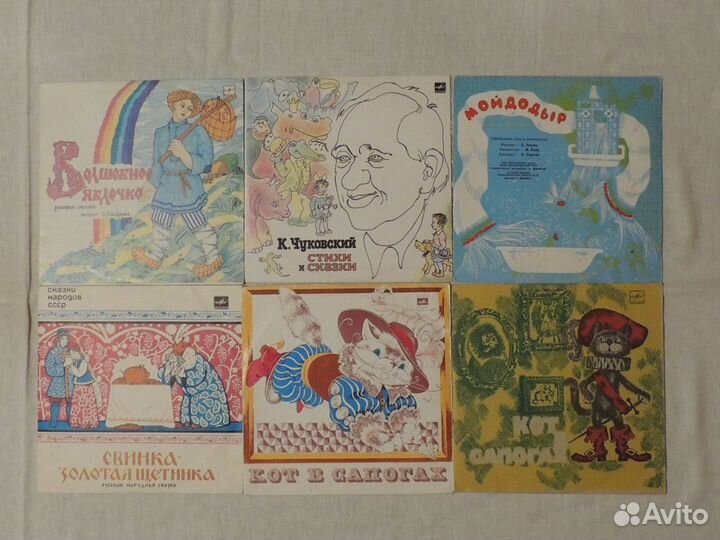 Волшебное
яблочко
русская сказка
К. Чуковский
стихи
и сказки
МОЙДОДЫР
сказки
народов
СССР
СВИНКА-
ЗОЛОТАЯ ЩЕТИНКА
РУССКАЯ НАРОДНАЯ СКАЗКА
КОТ В САПОГАХ
КОТ
В
САПОГАХ
Avito